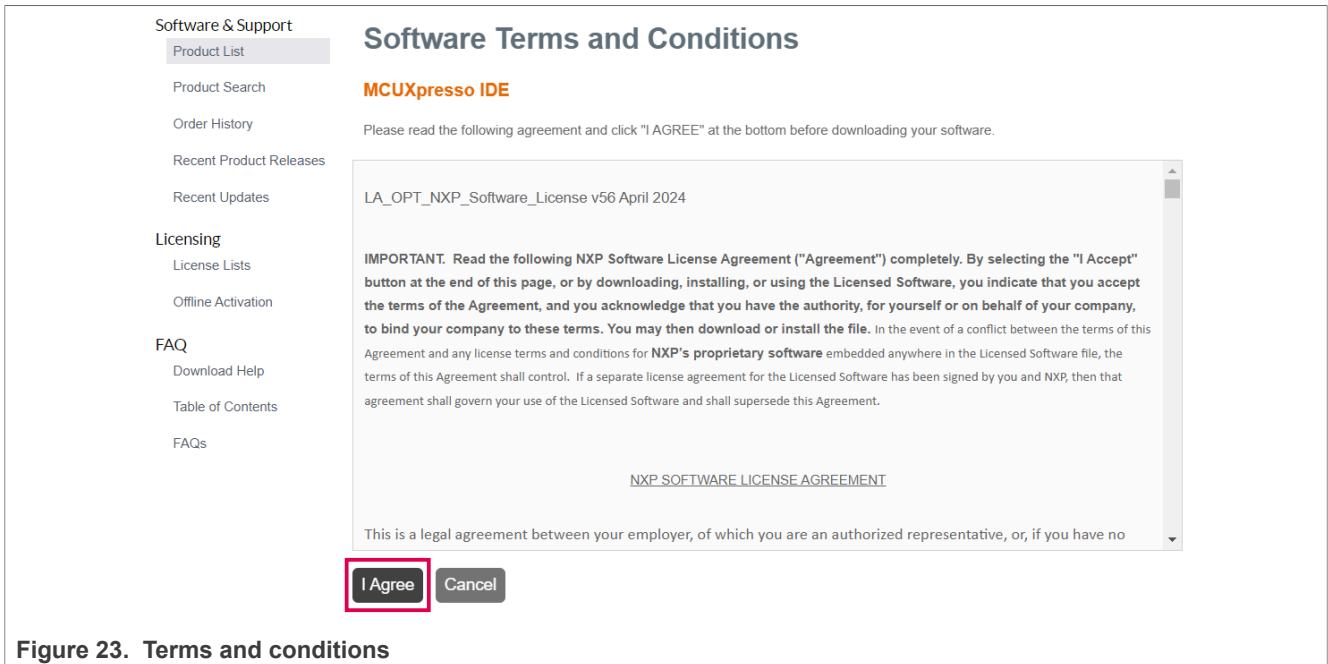 Software & Support
Product List
Product Search
Order History
Recent Product Releases
Recent Updates
Licensing
License Lists
Offline Activation
FAQ
Download Help
Table of Contents
FAQs
Software Terms and Conditions
MCUXpresso IDE
Please read the following agreement and click "I AGREE" at the bottom before downloading your software.
LA_OPT_NXP_Software_License v56 April 2024
IMPORTANT.  Read the following NXP Software License Agreement ("Agreement") completely. By selecting the "I Accept"
button at the end of this page, or by downloading, installing, or using the Licensed Software, you indicate that you accept
the terms of the Agreement, and you acknowledge that you have the authority, for yourself or on behalf of your company,
to bind your company to these terms. You may then download or install the file. In the event of a conflict between the terms of this
Agreement and any license terms and conditions for NXP's proprietary software embedded anywhere in the Licensed Software file, the
terms of this Agreement shall control.  If a separate license agreement for the Licensed Software has been signed by you and NXP, then that
agreement shall govern your use of the Licensed Software and shall supersede this Agreement.
NXP SOFTWARE LICENSE AGREEMENT
This is a legal agreement between your employer, of which you are an authorized representative, or, if you have no
I Agree
Cancel
Figure 23.  Terms and conditions